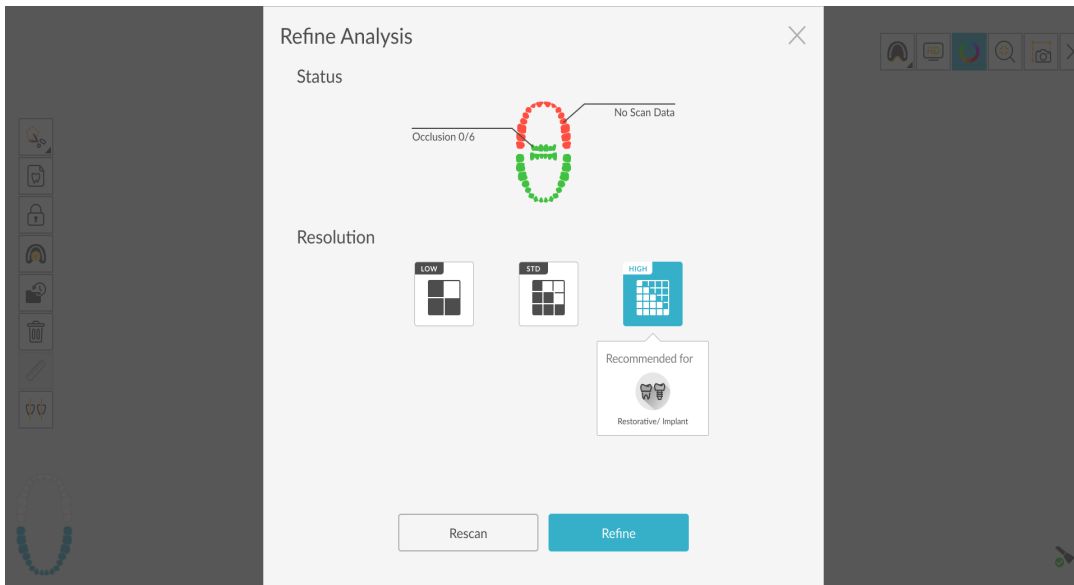 Refine Analysis
Status
No Scan Data
Occlusion 0/6
Resolution
LOW
STD
HIGH
Recommended for
Restorative/ Implant
Rescan
Refine